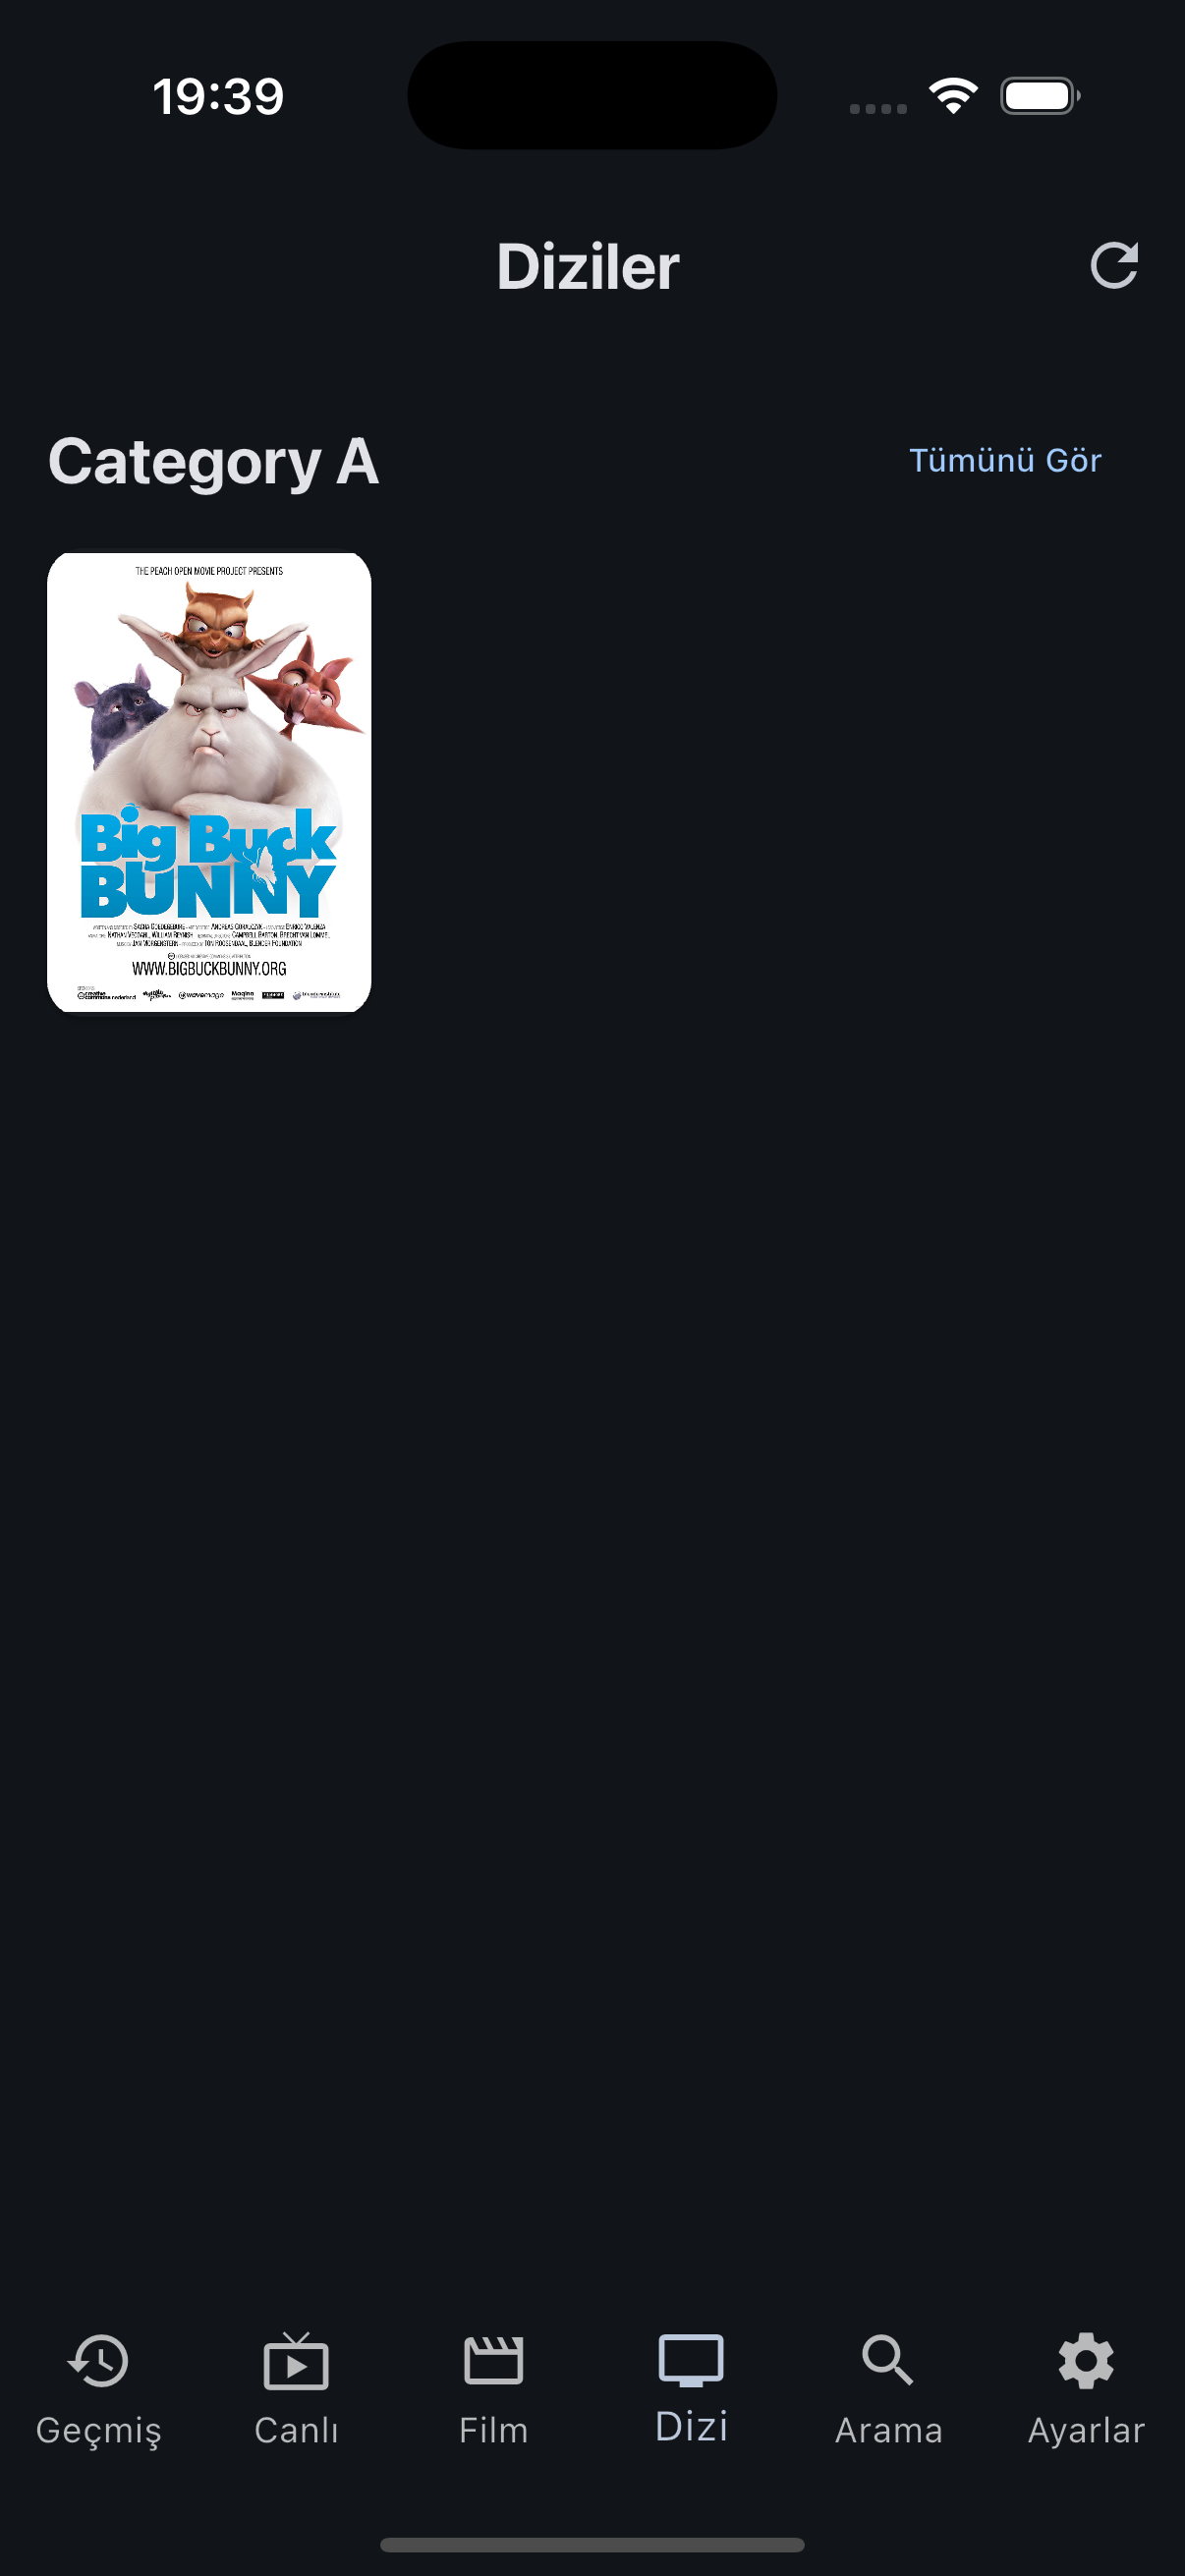 19:39
Diziler
Category A
Tümünü Gör
THE PEACH OPEN MOVIE PROJECT PRESENTS
Big Buck
BUNNY
WWW.BIGBUCKBUNNY.ORG
Geçmiş
Canlı
Film
Dizi
Arama
Ayarlar